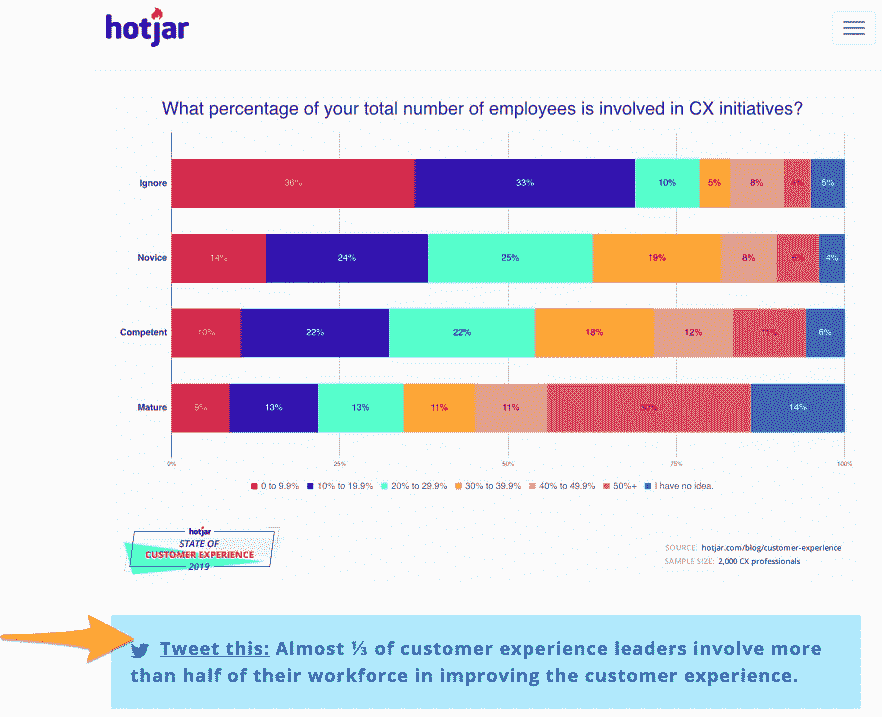 hotjar
What percentage of your total number of employees is involved in CX initiatives?
Ignore 36% 33% 10% 5% 8% 4% 5%
Novice 14% 24% 25% 19% 8% 6% 4%
Competent 10% 22% 22% 18% 12% 6%
Mature 9% 13% 13% 11% 11% 30% 14%
0% 25% 50% 75% 100%
0 to 9.9% 10% to 19.9% 20% to 29.9% 30% to 39.9% 40% to 49.9% 50%+ I have no idea.
hotjar
STATE OF
CUSTOMER EXPERIENCE
2019
SOURCE: hotjar.com/blog/customer-experience
SAMPLE SIZE: 2,000 CX professionals
Tweet this: Almost ⅓ of customer experience leaders involve more
than half of their workforce in improving the customer experience.